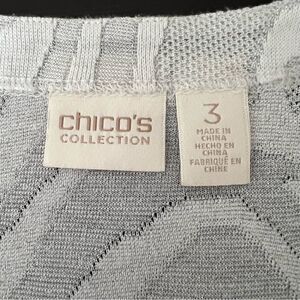 chico's
COLLECTION
3
MADE IN
CHINA
HECHO EN
CHINA
FABRIQUÉ EN
CHINE